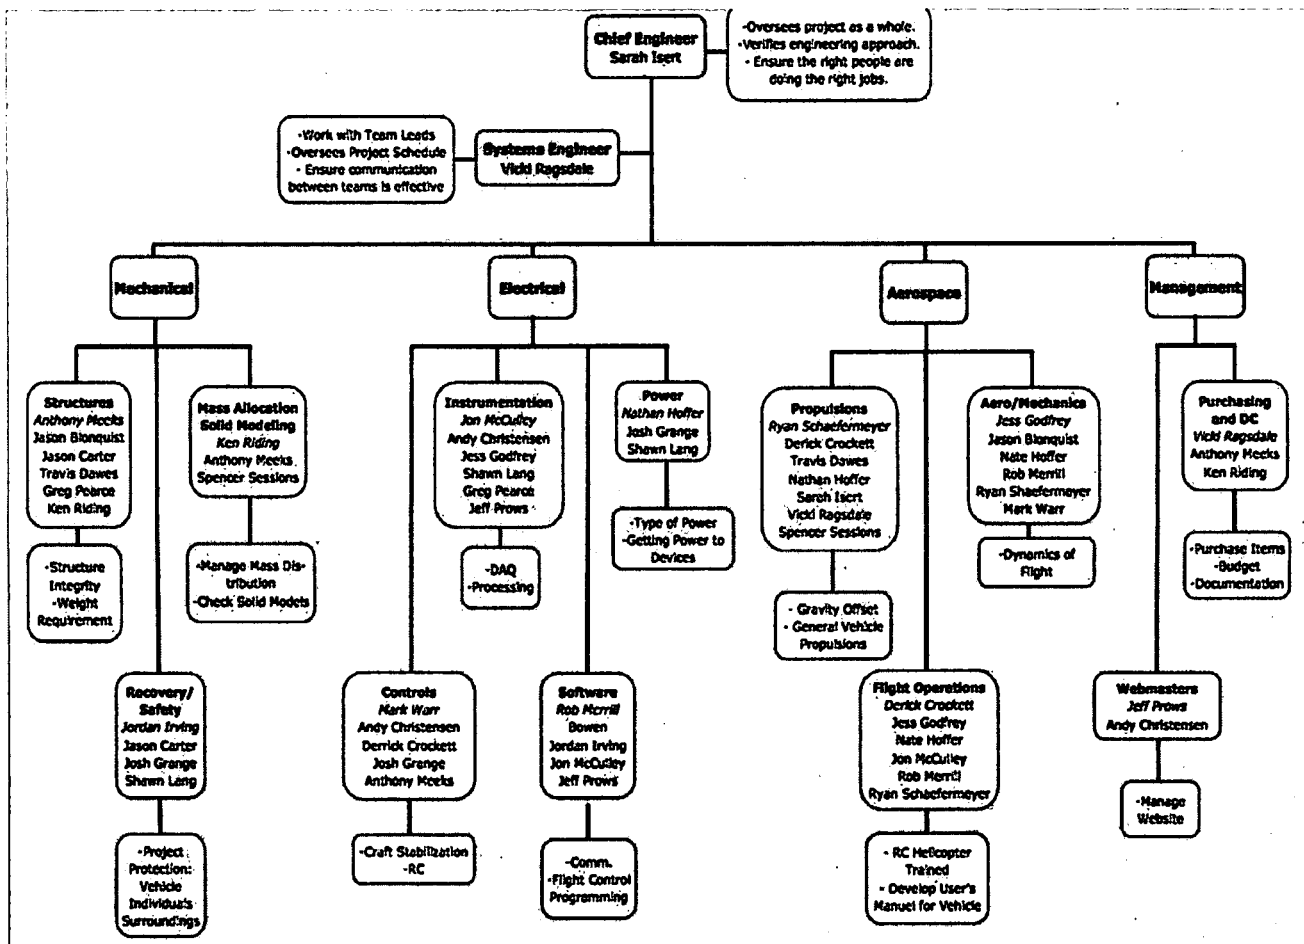 Chief Engineer
Sarah Isert
-Oversees project as a whole.
-Verifies engineering approach.
- Ensure the right people are
doing the right jobs.
-Work with Team Leads
-Oversees Project Schedule
- Ensure communication
between teams is effective
Systems Engineer
Vicki Ragsdale
Mechanical
Electrical
Aerospace
Management
Structures
Anthony Meeks
Jason Blonquist
Jason Carter
Travis Dawes
Greg Pearce
Ken Riding
-Structure
Integrity
-Weight
Requirement
Mass Allocation
Solid Modeling
Ken Riding
Anthony Meeks
Spencer Sessions
-Manage Mass Dis-
tribution
-Check Solid Models
Recovery/
Safety
Jordan Irving
Jason Carter
Josh Grange
Shawn Lang
-Project
Protection:
Vehicle
Individuals
Surroundings
Instrumentation
Jon McCulley
Andy Christensen
Jess Godfrey
Shawn Lang
Greg Pearce
Jeff Prows
-DAQ
-Processing
Power
Nathan Hoffer
Josh Grange
Shawn Lang
-Type of Power
-Getting Power to
Devices
Controls
Mark Warr
Andy Christensen
Derrick Crockett
Josh Grange
Anthony Meeks
-Craft Stabilization
-RC
Software
Rob Merrill
Bowen
Jordan Irving
Jon McCulley
Jeff Prows
-Comm.
-Flight Control
Programming
Propulsions
Ryan Schaefermeyer
Derick Crockett
Travis Dawes
Nathan Hoffer
Sarah Isert
Vicki Ragsdale
Spencer Sessions
- Gravity Offset
- General Vehicle
Propulsions
Aero/Mechanics
Jess Godfrey
Jason Blonquist
Nate Hoffer
Rob Merrill
Ryan Shaefermeyer
Mark Warr
-Dynamics of
Flight
Flight Operations
Derick Crockett
Jess Godfrey
Nate Hoffer
Jon McCulley
Rob Merrill
Ryan Schaefermeyer
- RC Helicopter
Trained
- Develop User's
Manuel for Vehicle
Purchasing
and DC
Vicki Ragsdale
Anthony Meeks
Ken Riding
-Purchase Items
-Budget
-Documentation
Webmasters
Jeff Prows
Andy Christensen
-Manage
Website